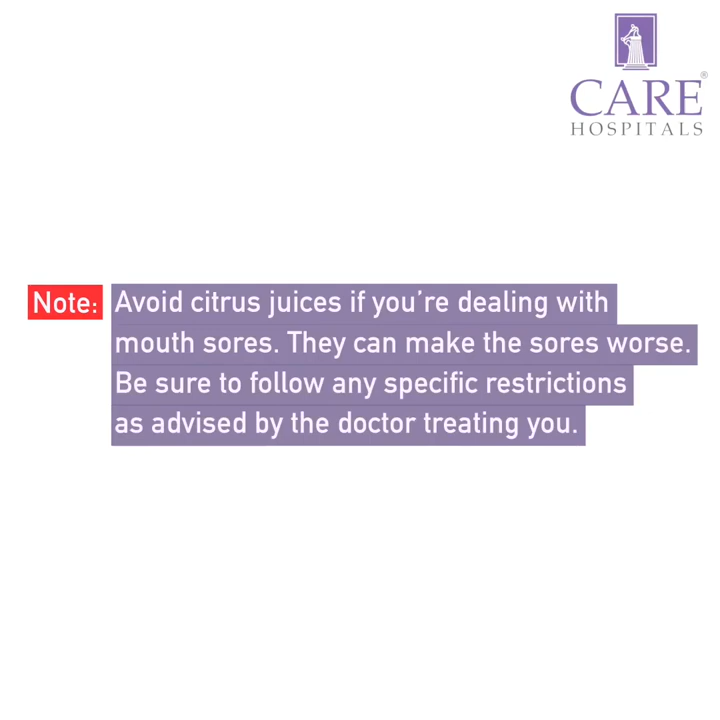 CARE®
HOSPITALS
Note: Avoid citrus juices if you’re dealing with
mouth sores. They can make the sores worse.
Be sure to follow any specific restrictions
as advised by the doctor treating you.